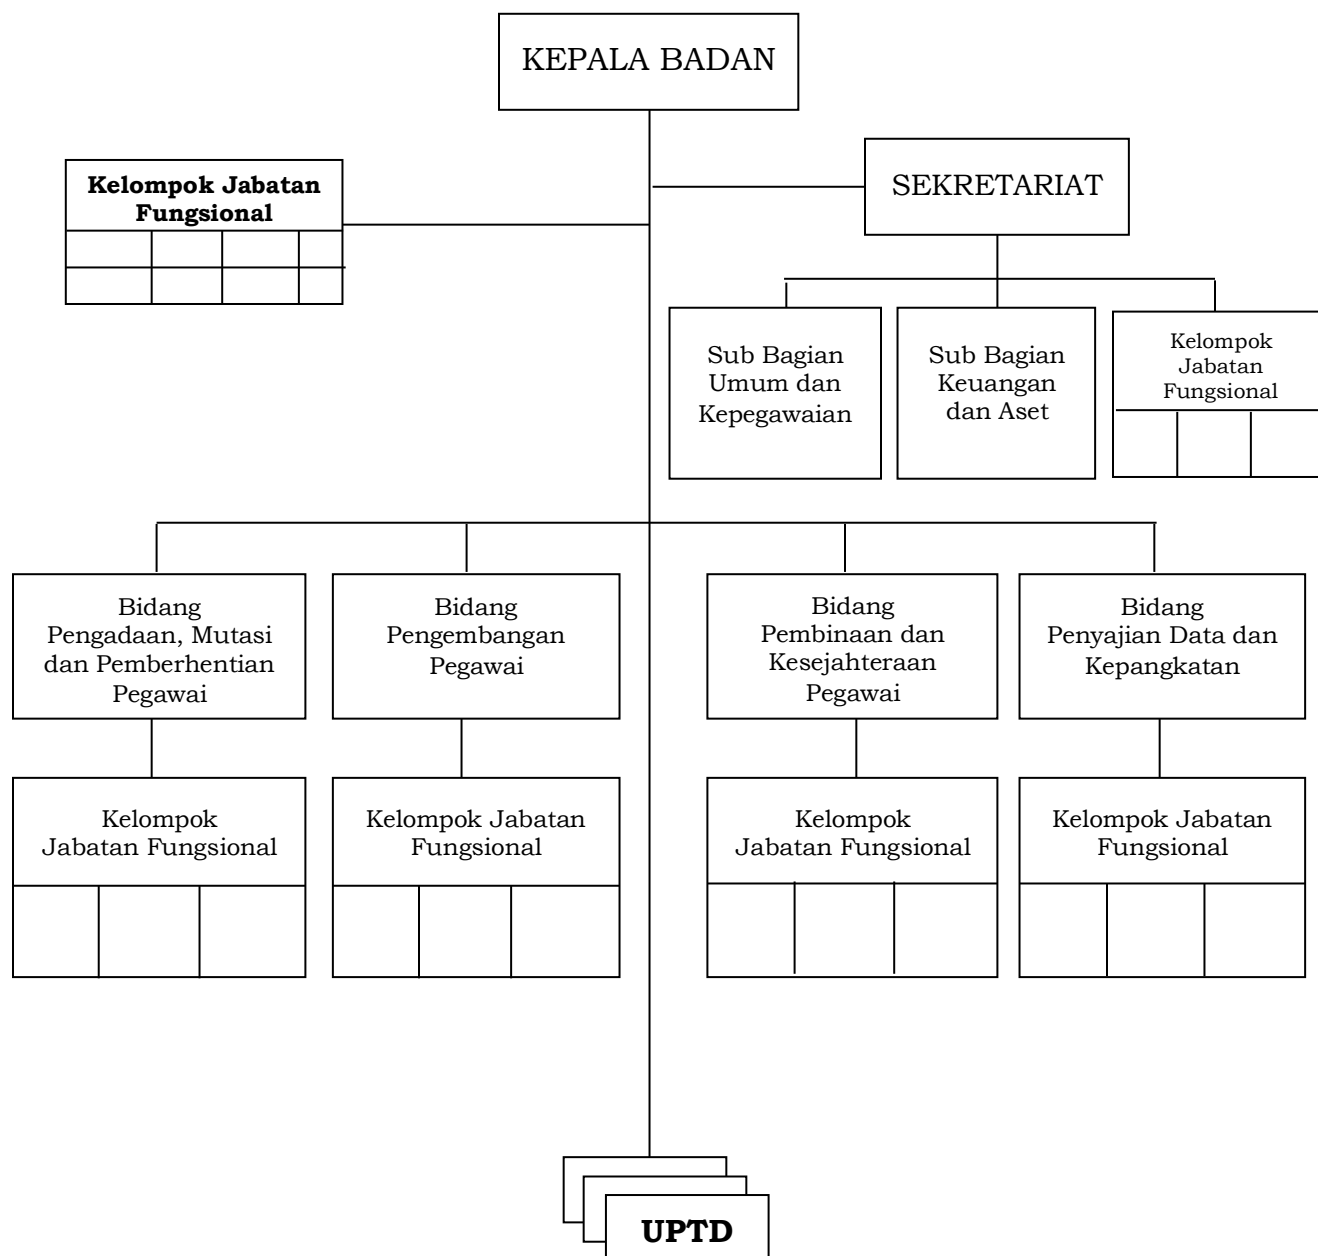 KEPALA BADAN
Kelompok Jabatan
Fungsional
SEKRETARIAT
Sub Bagian
Umum dan
Kepegawaian
Sub Bagian
Keuangan
dan Aset
Kelompok
Jabatan
Fungsional
Bidang
Pengadaan, Mutasi
dan Pemberhentian
Pegawai
Bidang
Pengembangan
Pegawai
Bidang
Pembinaan dan
Kesejahteraan
Pegawai
Bidang
Penyajian Data dan
Kepangkatan
Kelompok
Jabatan Fungsional
Kelompok Jabatan
Fungsional
Kelompok
Jabatan Fungsional
Kelompok Jabatan
Fungsional
UPTD